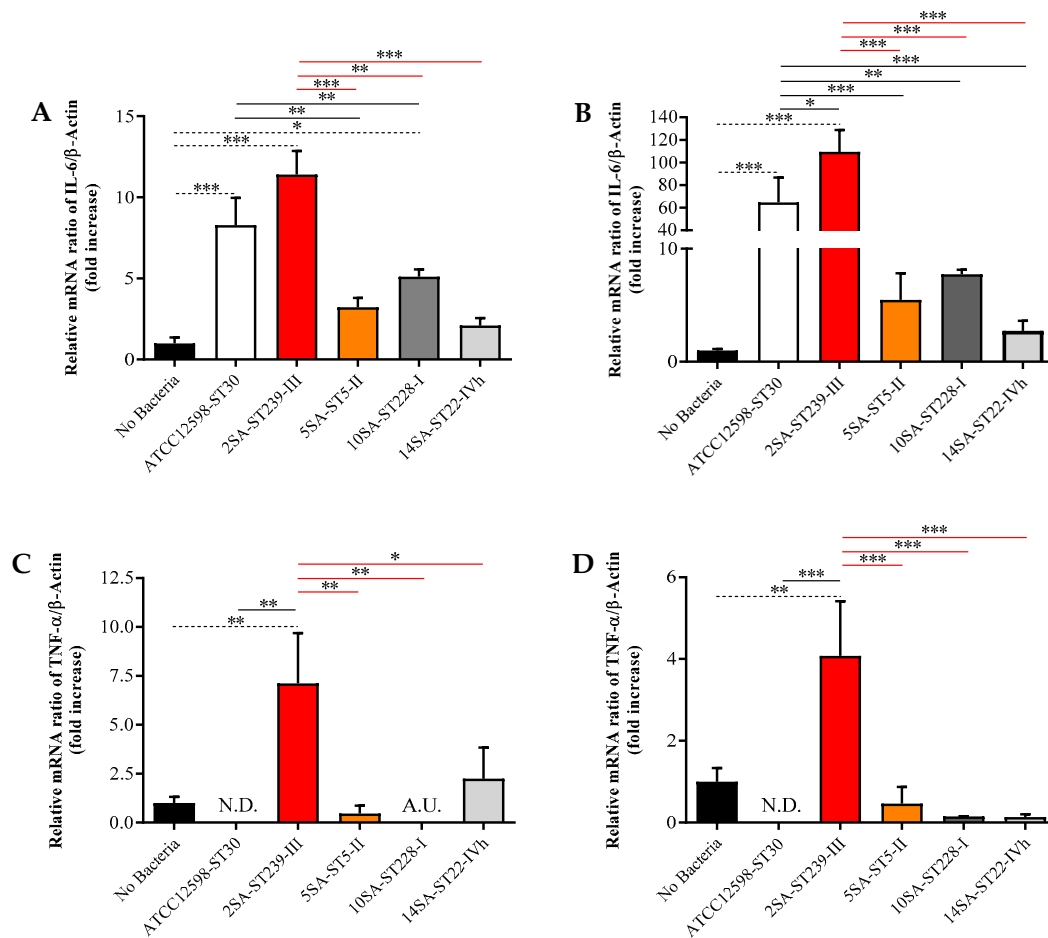 A
Relative mRNA ratio of IL-6/β-Actin
(fold increase)
15
10
5
0
***
**
***
**
**
*
***
***
No Bacteria
ATCC12598-ST30
2SA-ST239-III
5SA-ST5-II
10SA-ST228-I
14SA-ST22-IVh
B
Relative mRNA ratio of IL-6/β-Actin
(fold increase)
140
120
100
80
60
40
10
0
***
***
***
***
**
***
*
***
***
No Bacteria
ATCC12598-ST30
2SA-ST239-III
5SA-ST5-II
10SA-ST228-I
14SA-ST22-IVh
C
Relative mRNA ratio of TNF-α/β-Actin
(fold increase)
12.5
10.0
7.5
5.0
2.5
0.0
*
**
**
**
**
N.D.
A.U.
No Bacteria
ATCC12598-ST30
2SA-ST239-III
5SA-ST5-II
10SA-ST228-I
14SA-ST22-IVh
D
Relative mRNA ratio of TNF-α/β-Actin
(fold increase)
6
4
2
0
***
***
***
***
**
N.D.
No Bacteria
ATCC12598-ST30
2SA-ST239-III
5SA-ST5-II
10SA-ST228-I
14SA-ST22-IVh